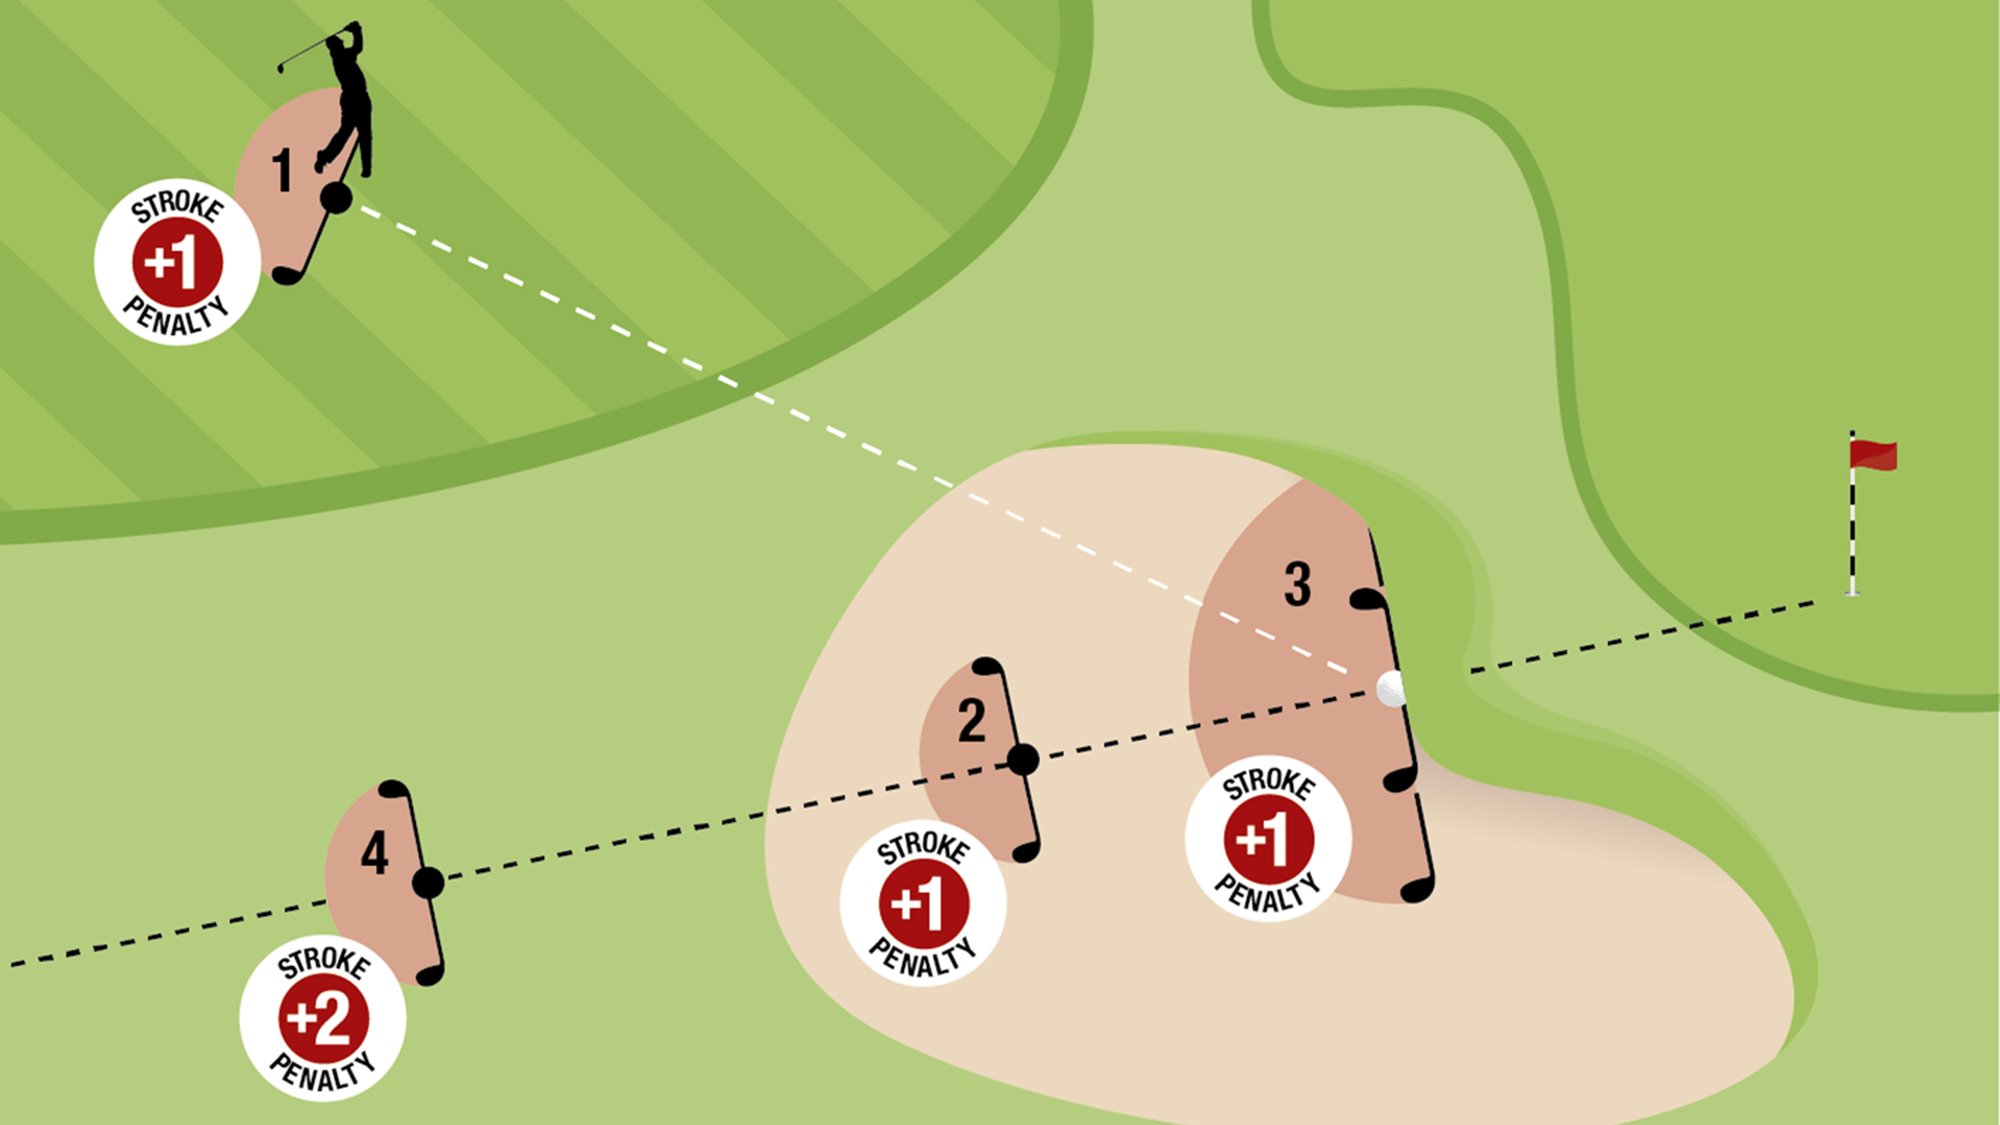 1
STROKE
+1
PENALTY
3
2
STROKE
+1
PENALTY
4
STROKE
+1
PENALTY
STROKE
+2
PENALTY